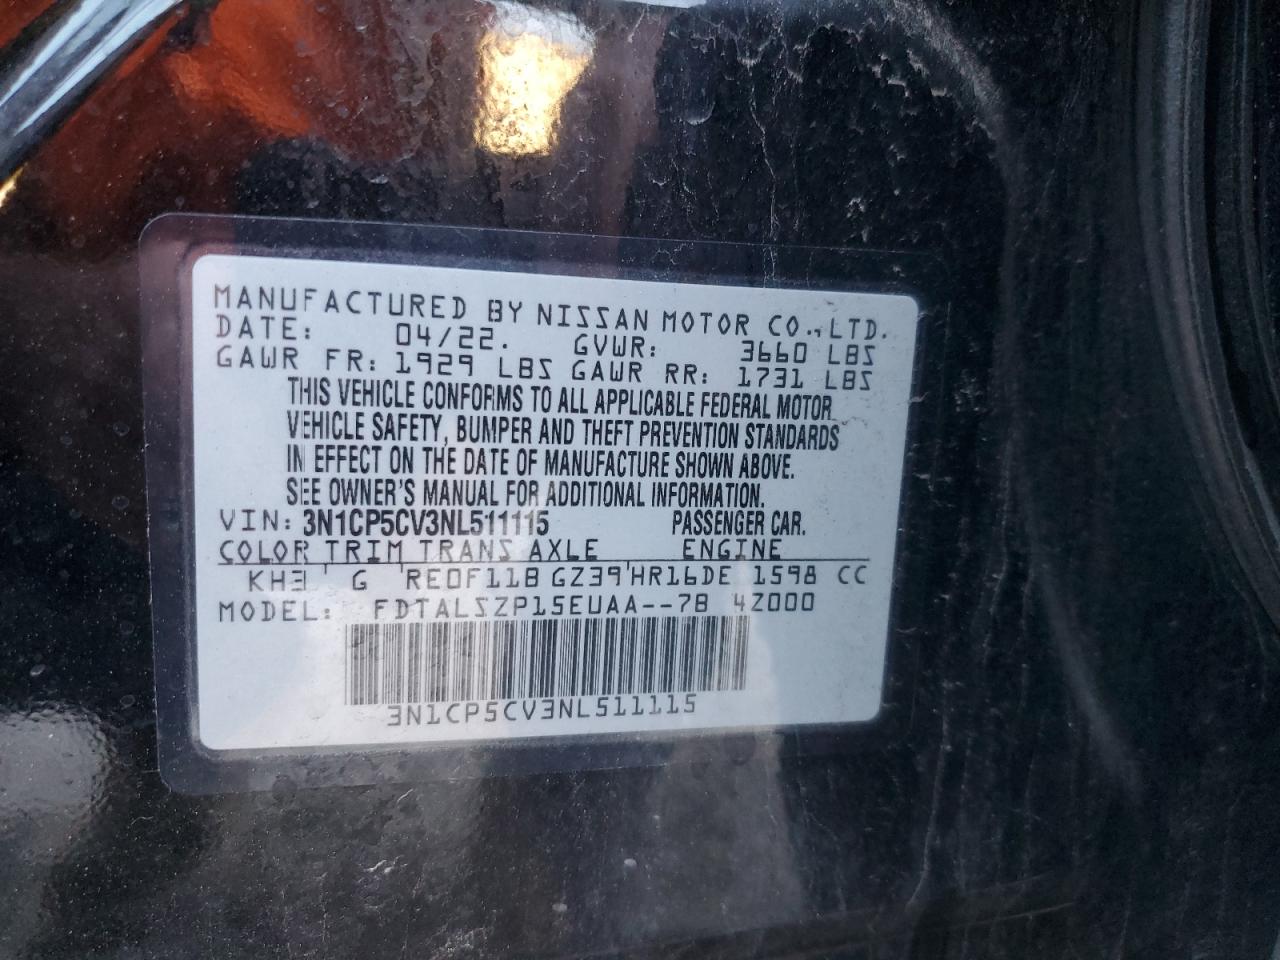 MANUFACTURED BY NISSAN MOTOR CO., LTD.
DATE: 04/22. GVWR: 3660 LBS
GAWR FR: 1929 LBS GAWR RR: 1731 LBS
THIS VEHICLE CONFORMS TO ALL APPLICABLE FEDERAL MOTOR
VEHICLE SAFETY, BUMPER AND THEFT PREVENTION STANDARDS
IN EFFECT ON THE DATE OF MANUFACTURE SHOWN ABOVE.
SEE OWNER'S MANUAL FOR ADDITIONAL INFORMATION.
VIN: 3N1CP5CV3NL511115 PASSENGER CAR.
COLOR TRIM TRANS AXLE ENGINE
KH3 G RE0F11B GZ39 HR16DE 1598 CC
MODEL: FDTALSZP15EUAA--7B 4Z000
3N1CP5CV3NL511115